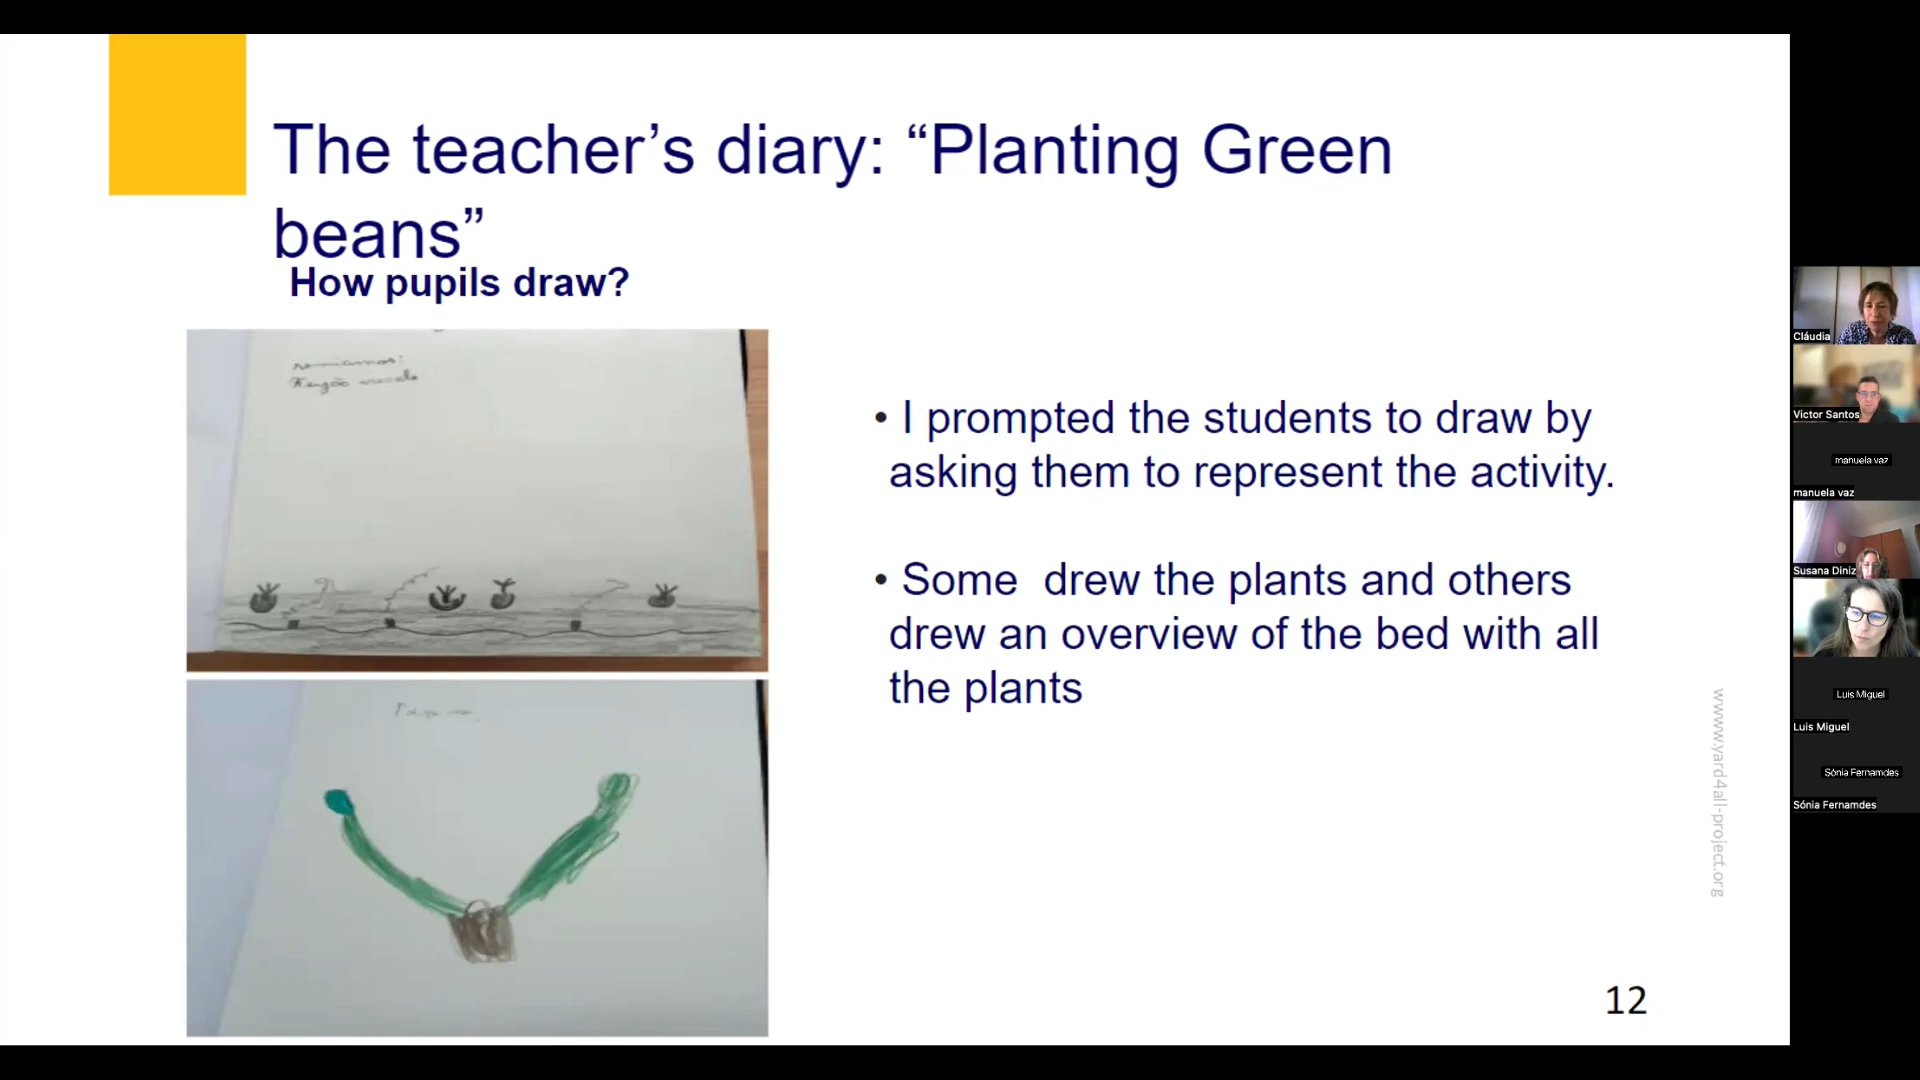 The teacher’s diary: “Planting Green
beans”
How pupils draw?
• I prompted the students to draw by
asking them to represent the activity.
• Some drew the plants and others
drew an overview of the bed with all
the plants
www.yard4all-project.org
12
Cláudia
Victor Santos
manuela vaz
manuela vaz
Susana Diniz
Luis Miguel
Luis Miguel
Sónia Fernamdes
Sónia Fernamdes